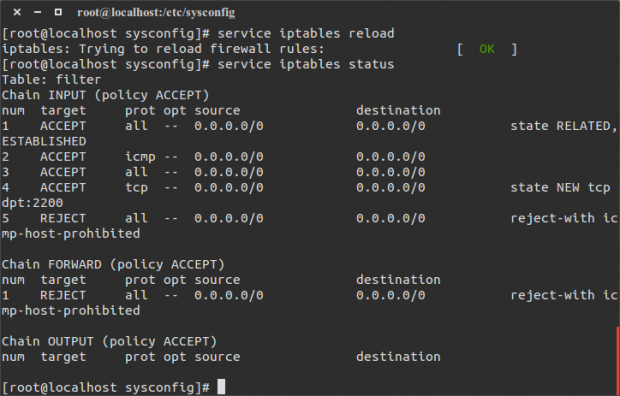 root@localhost:/etc/sysconfig
[root@localhost sysconfig]# service iptables reload
iptables: Trying to reload firewall rules:                 [  OK  ]
[root@localhost sysconfig]# service iptables status
Table: filter
Chain INPUT (policy ACCEPT)
num  target     prot opt source               destination
1    ACCEPT     all  --  0.0.0.0/0            0.0.0.0/0           state RELATED,
ESTABLISHED
2    ACCEPT     icmp --  0.0.0.0/0            0.0.0.0/0
3    ACCEPT     all  --  0.0.0.0/0            0.0.0.0/0
4    ACCEPT     tcp  --  0.0.0.0/0            0.0.0.0/0           state NEW tcp
dpt:2200
5    REJECT     all  --  0.0.0.0/0            0.0.0.0/0           reject-with ic
mp-host-prohibited
Chain FORWARD (policy ACCEPT)
num  target     prot opt source               destination
1    REJECT     all  --  0.0.0.0/0            0.0.0.0/0           reject-with ic
mp-host-prohibited
Chain OUTPUT (policy ACCEPT)
num  target     prot opt source               destination
[root@localhost sysconfig]#